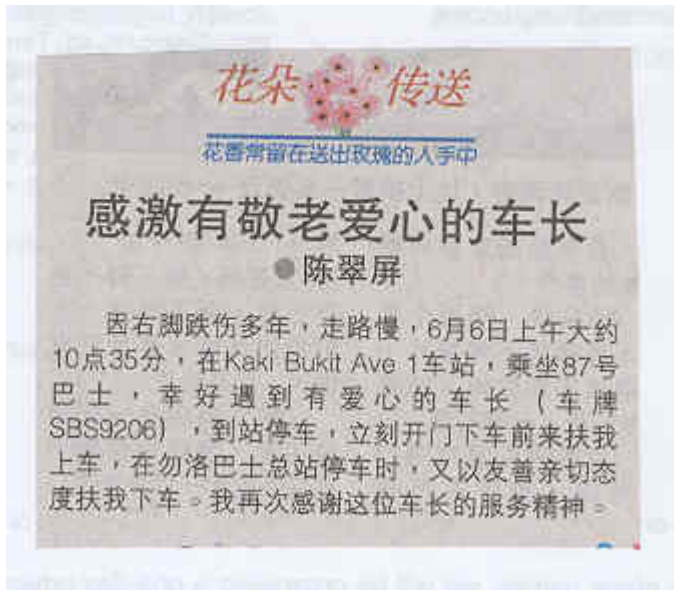 花朵传送
花香常留在送出玫瑰的人手中
感激有敬老爱心的车长
●陈翠屏
因右脚跌伤多年，走路慢，6月6日上午大约
10点35分，在Kaki Bukit Ave 1车站，乘坐87号
巴士，幸好遇到有爱心的车长（车牌
SBS9206），到站停车，立刻开门下车前来扶我
上车，在勿洛巴士总站停车时，又以友善亲切态
度扶我下车。我再次感谢这位车长的服务精神。